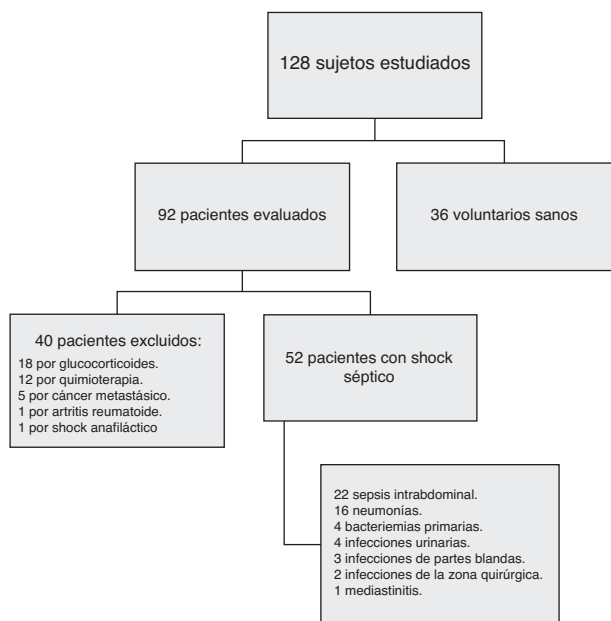 128 sujetos estudiados
92 pacientes evaluados
36 voluntarios sanos
40 pacientes excluidos:
18 por glucocorticoides.
12 por quimioterapia.
5 por cáncer metastásico.
1 por artritis reumatoide.
1 por shock anafiláctico
52 pacientes con shock
séptico
22 sepsis intrabdominal.
16 neumonías.
4 bacteriemias primarias.
4 infecciones urinarias.
3 infecciones de partes blandas.
2 infecciones de la zona quirúrgica.
1 mediastinitis.